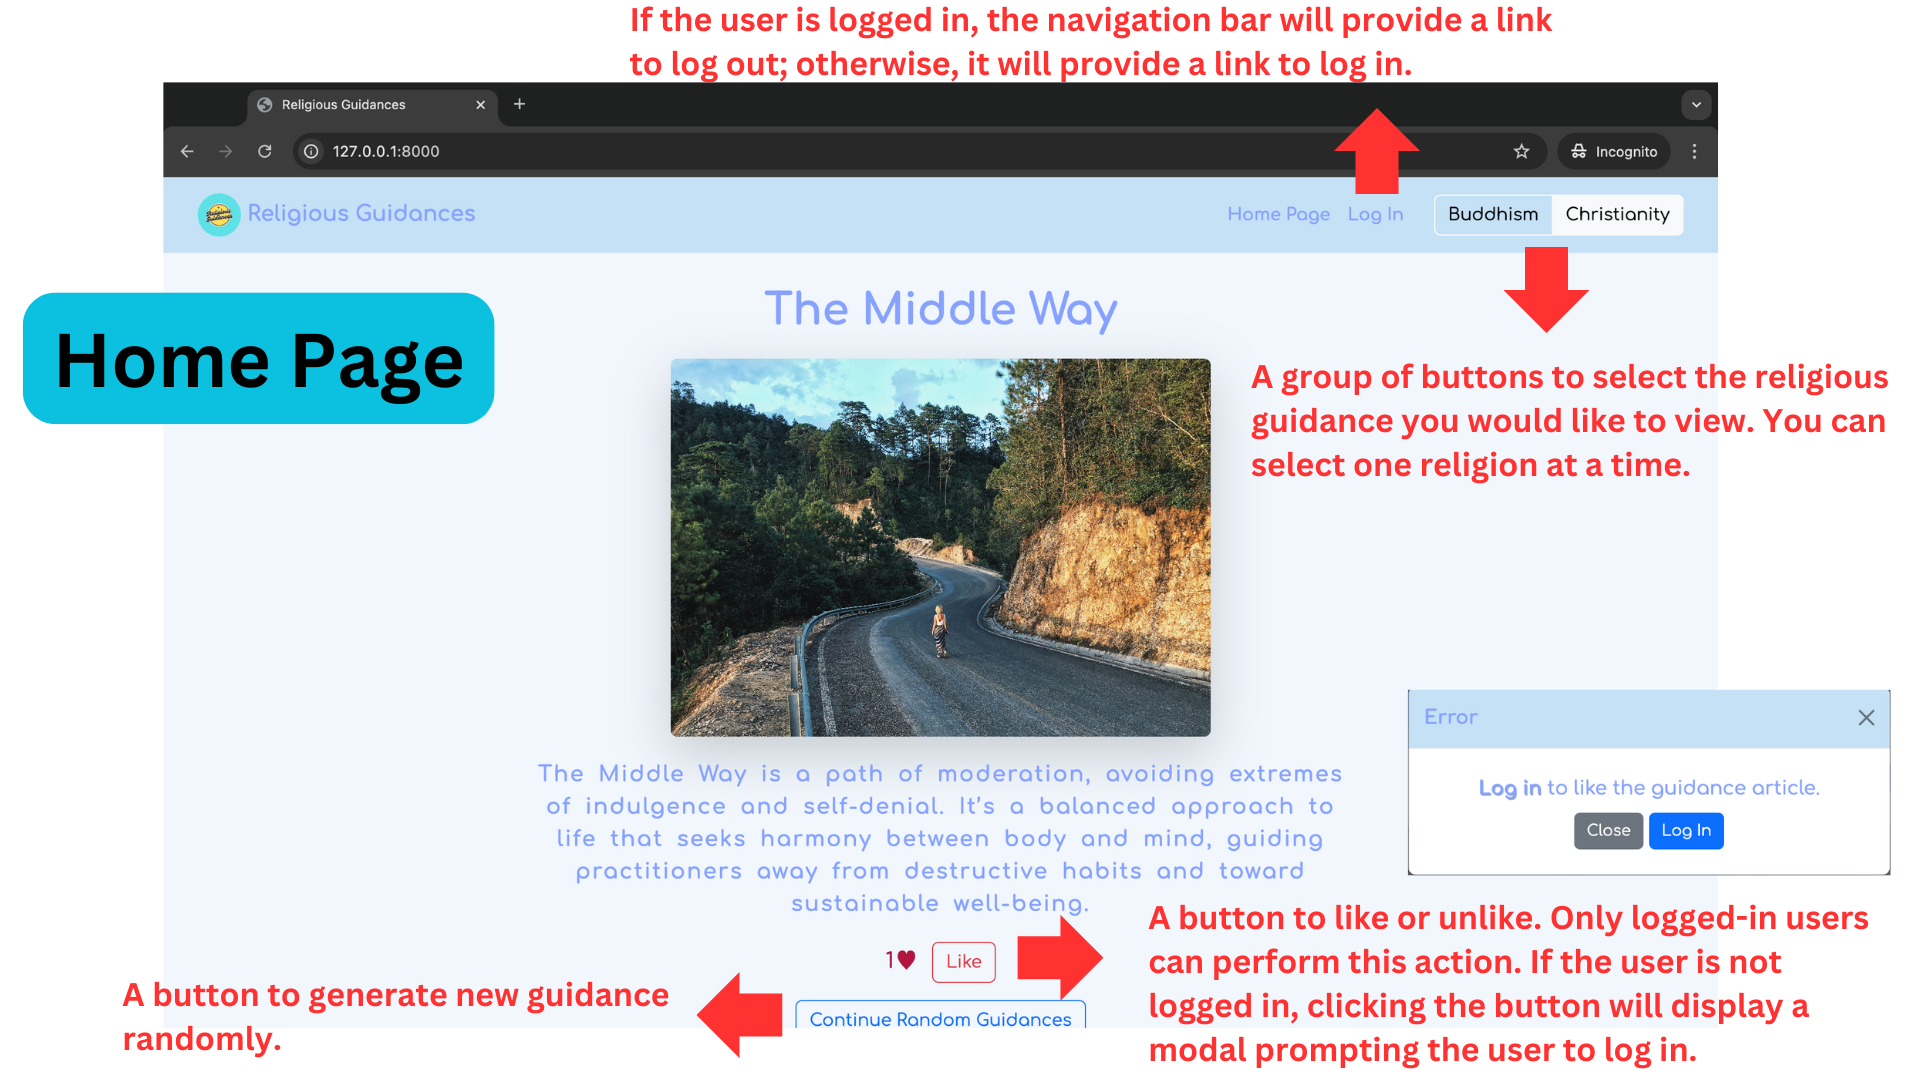 If the user is logged in, the navigation bar will provide a link
to log out; otherwise, it will provide a link to log in.
Religious Guidances
127.0.0.1:8000
Incognito
Religious Guidances
Home Page Log In Buddhism Christianity
Home Page
The Middle Way
A group of buttons to select the religious
guidance you would like to view. You can
select one religion at a time.
The Middle Way is a path of moderation, avoiding extremes
of indulgence and self-denial. It's a balanced approach to
life that seeks harmony between body and mind, guiding
practitioners away from destructive habits and toward
sustainable well-being.
Error
Log in to like the guidance article.
Close Log In
1 Like
A button to like or unlike. Only logged-in users
can perform this action. If the user is not
logged in, clicking the button will display a
modal prompting the user to log in.
A button to generate new guidance
randomly.
Continue Random Guidances